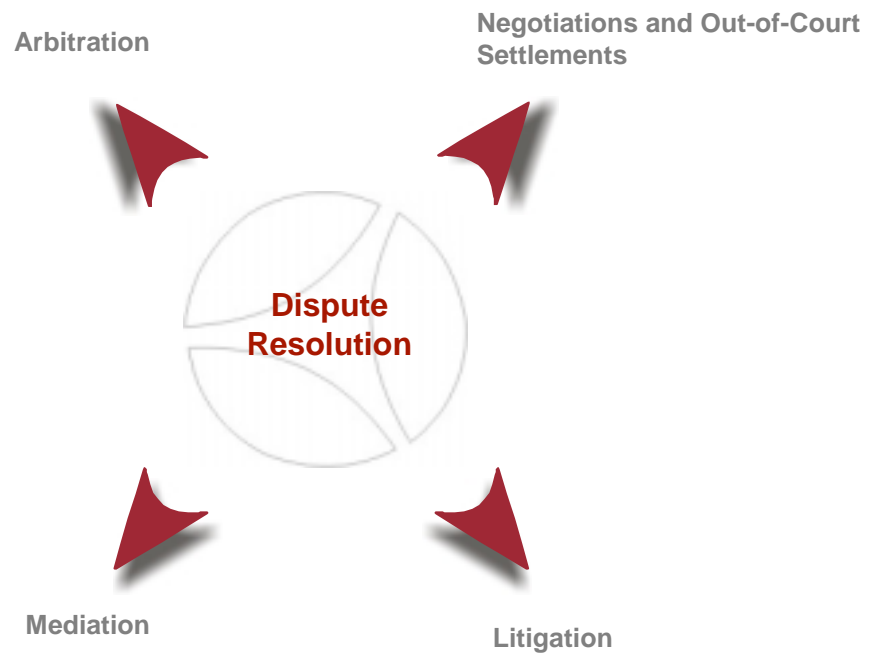 Arbitration
Negotiations and Out-of-Court
Settlements
Dispute
Resolution
Mediation
Litigation